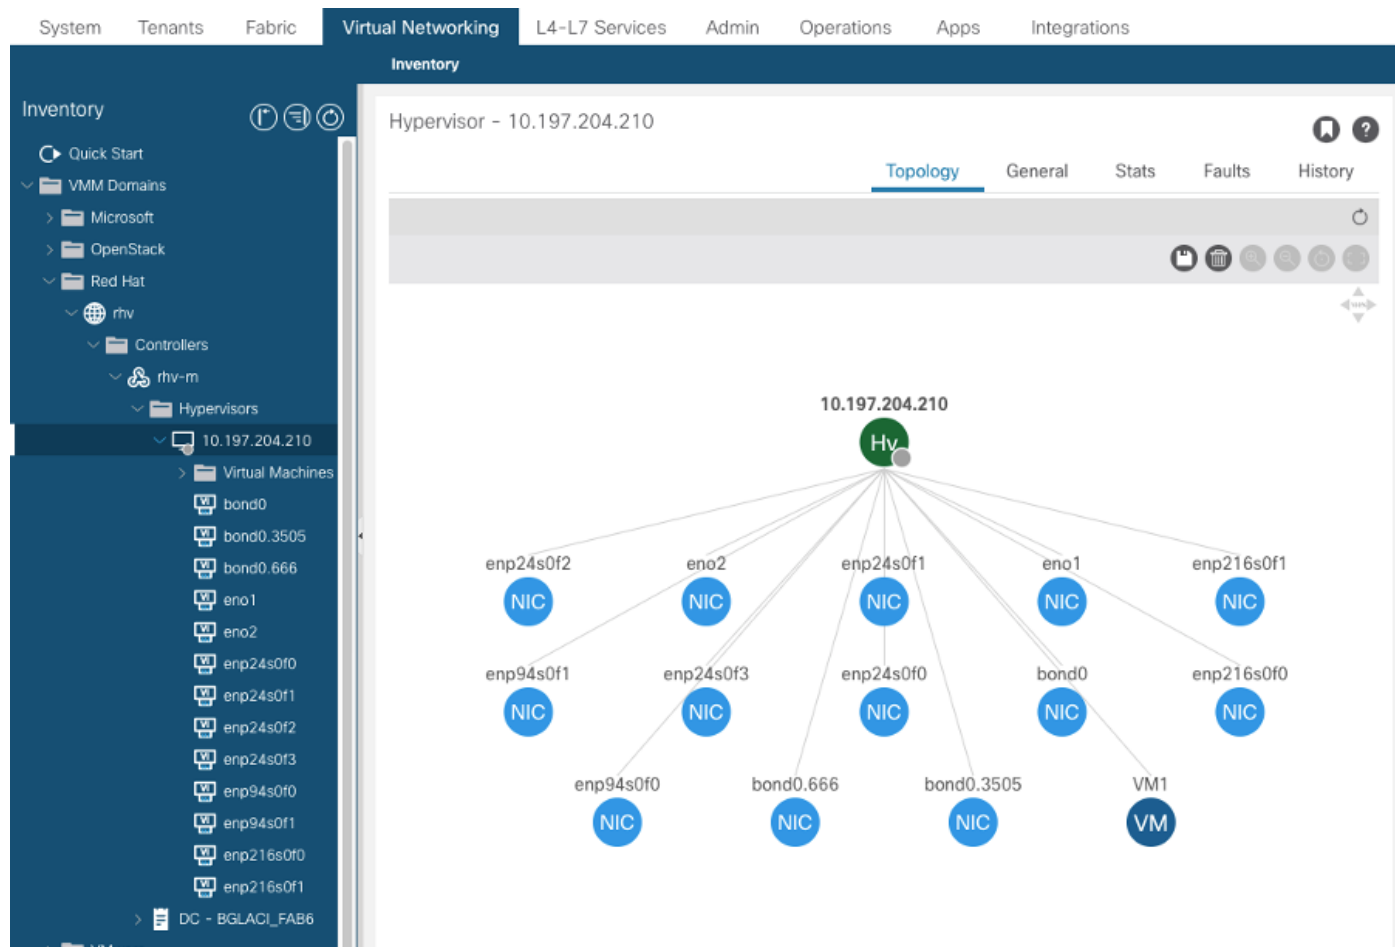 System Tenants Fabric Virtual Networking L4-L7 Services Admin Operations Apps Integrations
Inventory
Inventory
Quick Start
VMM Domains
Microsoft
OpenStack
Red Hat
rhv
Controllers
rhv-m
Hypervisors
10.197.204.210
Virtual Machines
bond0
bond0.3505
bond0.666
eno1
eno2
enp24s0f0
enp24s0f1
enp24s0f2
enp24s0f3
enp94s0f0
enp94s0f1
enp216s0f0
enp216s0f1
DC - BGLACI_FAB6
Hypervisor - 10.197.204.210
Topology General Stats Faults History
10.197.204.210
Hv
enp24s0f2 eno2 enp24s0f1 eno1 enp216s0f1
NIC NIC NIC NIC NIC
enp94s0f1 enp24s0f3 enp24s0f0 bond0 enp216s0f0
NIC NIC NIC NIC NIC
enp94s0f0 bond0.666 bond0.3505 VM1
NIC NIC NIC VM